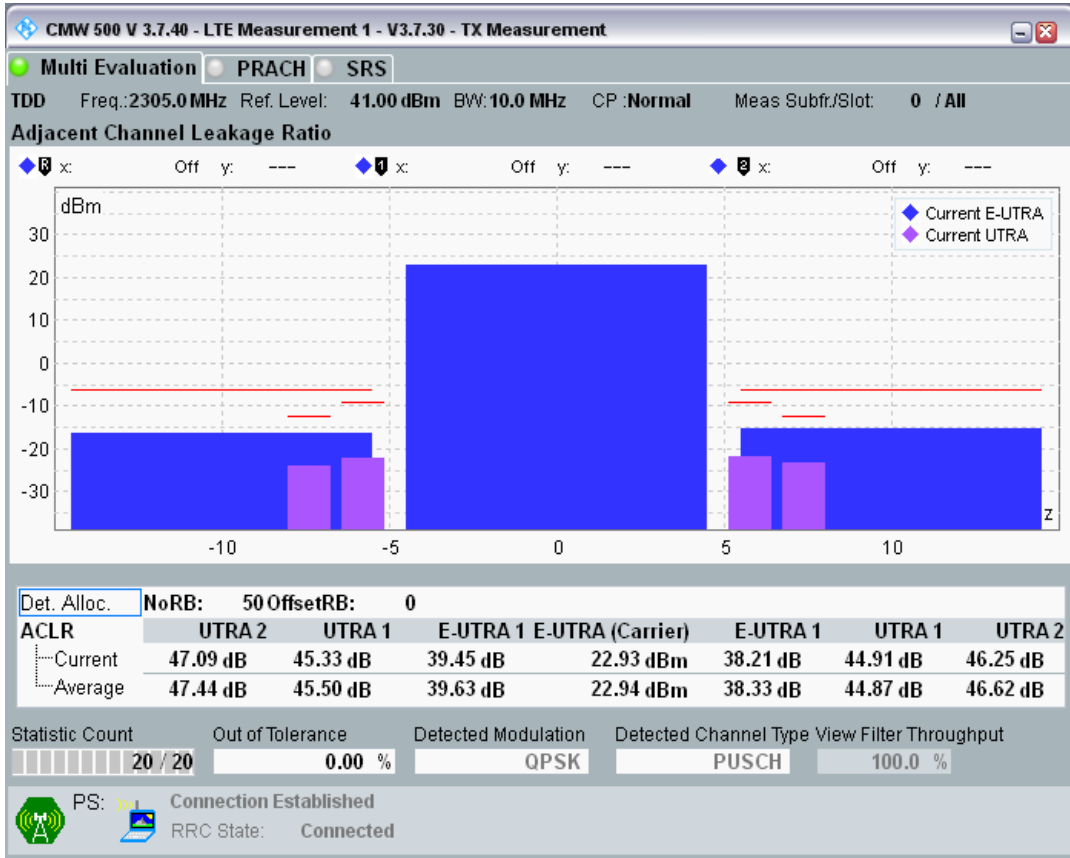 CMW 500 V 3.7.40 - LTE Measurement 1 - V3.7.30 - TX Measurement
Multi Evaluation PRACH SRS
TDD Freq.:2305.0 MHz Ref. Level: 41.00 dBm BW: 10.0 MHz CP :Normal Meas Subfr./Slot: 0 / All
Adjacent Channel Leakage Ratio
R x: Off y: --- 1 x: Off y: --- 2 x: Off y: ---
dBm
Current E-UTRA
Current UTRA
30
20
10
0
-10
-20
-30
z
-10 -5 0 5 10
Det. Alloc. NoRB: 50 OffsetRB: 0
ACLR UTRA 2 UTRA 1 E-UTRA 1 E-UTRA (Carrier) E-UTRA 1 UTRA 1 UTRA 2
Current 47.09 dB 45.33 dB 39.45 dB 22.93 dBm 38.21 dB 44.91 dB 46.25 dB
Average 47.44 dB 45.50 dB 39.63 dB 22.94 dBm 38.33 dB 44.87 dB 46.62 dB
Statistic Count Out of Tolerance Detected Modulation Detected Channel Type View Filter Throughput
20 / 20 0.00 % QPSK PUSCH 100.0 %
PS: Connection Established
RRC State: Connected